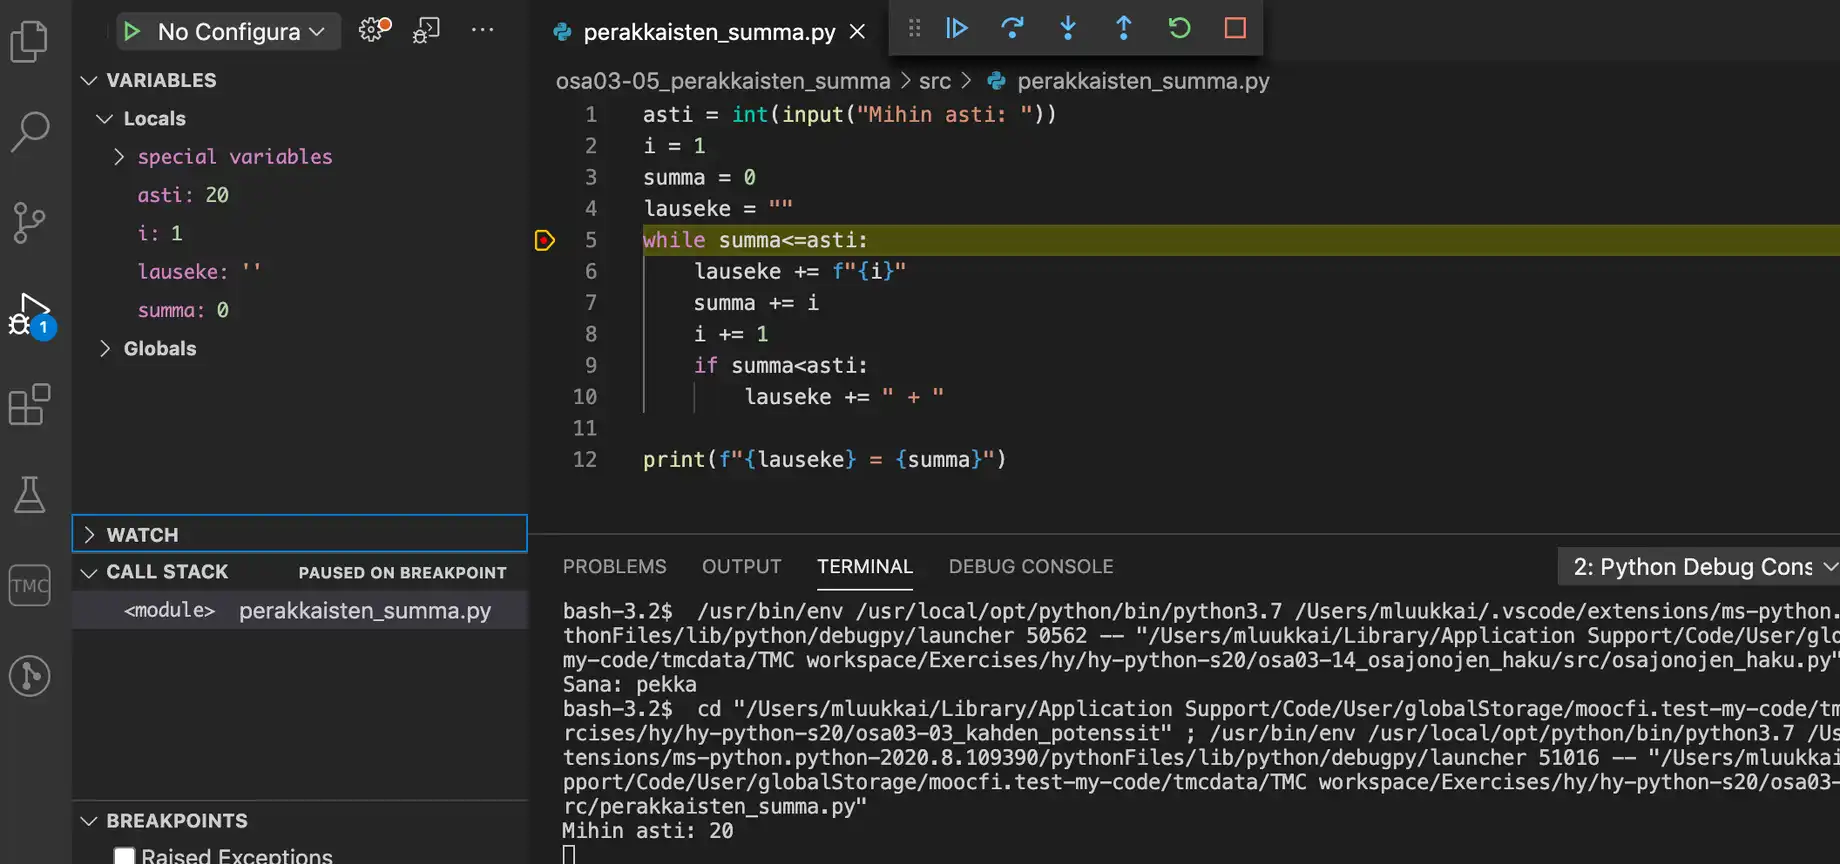 No Configura
VARIABLES
Locals
special variables
asti: 20
i: 1
lauseke: ''
summa: 0
Globals
WATCH
CALL STACK PAUSED ON BREAKPOINT
<module> perakkaisten_summa.py
BREAKPOINTS
Raised Exceptions
1
TMC
perakkaisten_summa.py
osa03-05_perakkaisten_summa > src > perakkaisten_summa.py
1 asti = int(input("Mihin asti: "))
2 i = 1
3 summa = 0
4 lauseke = ""
5 while summa<=asti:
6 lauseke += f"{i}"
7 summa += i
8 i += 1
9 if summa<asti:
10 lauseke += " + "
11
12 print(f"{lauseke} = {summa}")
PROBLEMS OUTPUT TERMINAL DEBUG CONSOLE 2: Python Debug Cons
bash-3.2$ /usr/bin/env /usr/local/opt/python/bin/python3.7 /Users/mluukkai/.vscode/extensions/ms-python.
thonFiles/lib/python/debugpy/launcher 50562 -- "/Users/mluukkai/Library/Application Support/Code/User/glo
my-code/tmcdata/TMC workspace/Exercises/hy/hy-python-s20/osa03-14_osajonojen_haku/src/osajonojen_haku.py"
Sana: pekka
bash-3.2$ cd "/Users/mluukkai/Library/Application Support/Code/User/globalStorage/moocfi.test-my-code/tm
rcises/hy/hy-python-s20/osa03-03_kahden_potenssit" ; /usr/bin/env /usr/local/opt/python/bin/python3.7 /Us
tensions/ms-python.python-2020.8.109390/pythonFiles/lib/python/debugpy/launcher 51016 -- "/Users/mluukkai
pport/Code/User/globalStorage/moocfi.test-my-code/tmcdata/TMC workspace/Exercises/hy/hy-python-s20/osa03-
rc/perakkaisten_summa.py"
Mihin asti: 20